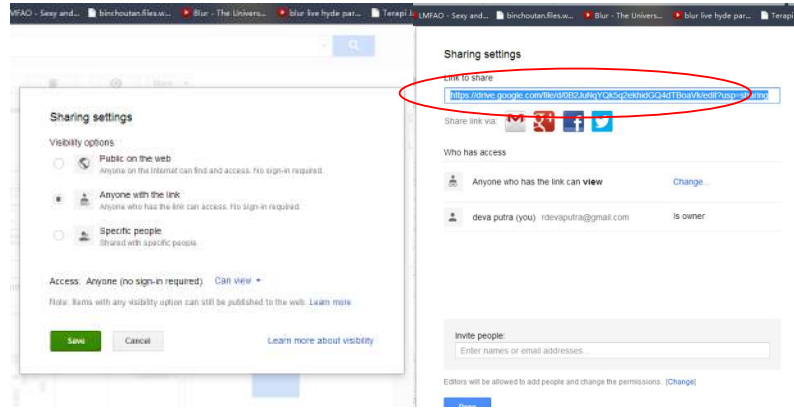 MFAO - Sexy and...
binchoutan.files.w...
Blur - The Univers...
blur live hyde par...
Terapi
Sharing settings
Visibility options:
Public on the web
Anyone on the Internet can find and access. No sign-in required.
Anyone with the link
Anyone who has the link can access. No sign-in required.
Specific people
Shared with specific people.
Access: Anyone (no sign-in required) Can view
Note: Items with any visibility option can still be published to the web. Learn more
Save
Cancel
Learn more about visibility
LMFAO - Sexy and...
binchoutan.files.w...
Blur - The Univers...
blur live hyde par...
Terapi
Sharing settings
Link to share
Share link via:
Who has access
Anyone who has the link can view
Change...
deva putra (you) rdevaputra@gmail.com
Is owner
Invite people:
Enter names or email addresses...
Editors will be allowed to add people and change the permissions. [Change]
Done